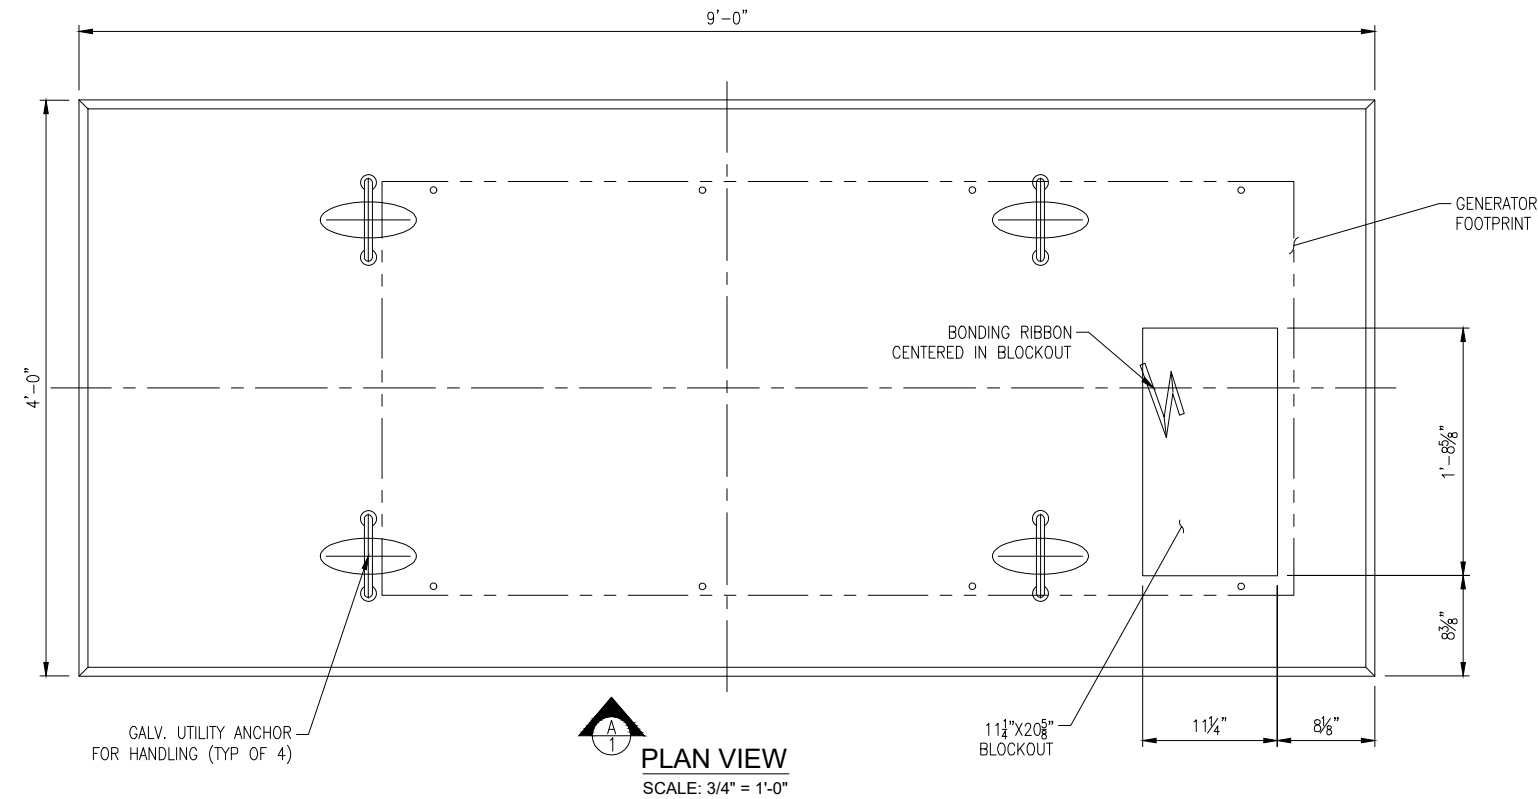 9'-0"
4'-0"
GENERATOR
FOOTPRINT
BONDING RIBBON
CENTERED IN BLOCKOUT
1'-8⅝"
8⅜"
GALV. UTILITY ANCHOR
FOR HANDLING (TYP OF 4)
A
1
PLAN VIEW
SCALE: 3/4" = 1'-0"
11¼"X20⅝"
BLOCKOUT
11¼"
8⅛"